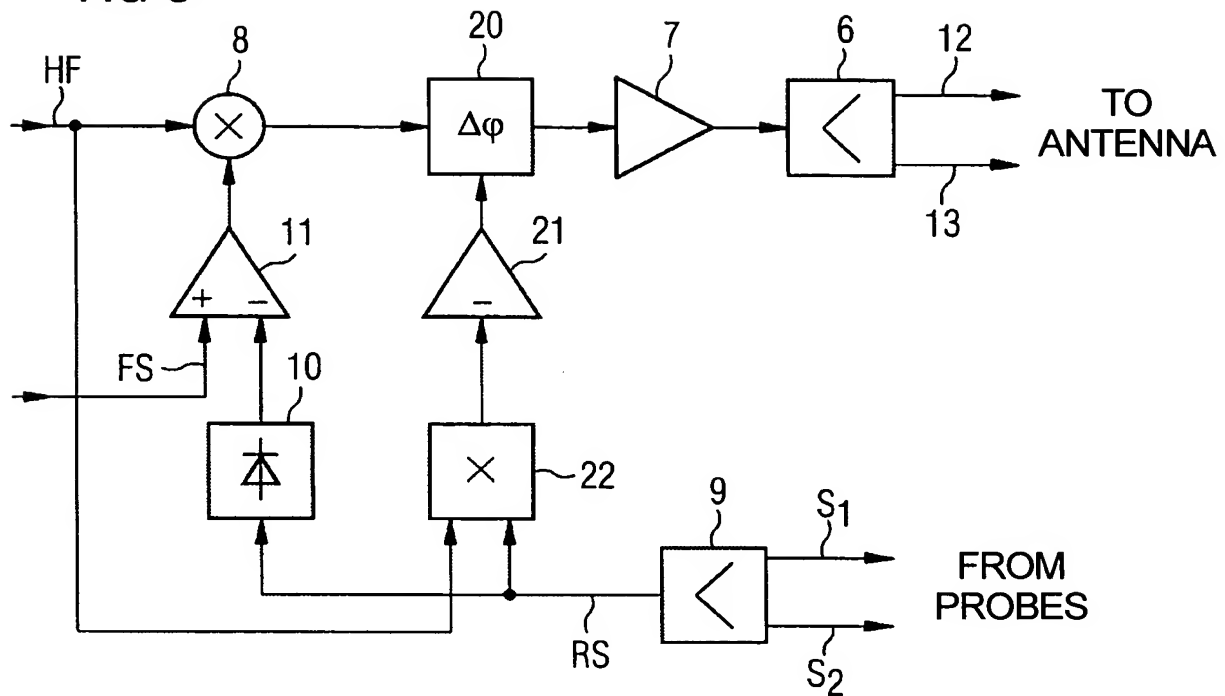 HF
8
20
7
6
12
TO
ANTENNA
Δφ
13
11
21
+ −
−
FS
10
22
9
S1
FROM
PROBES
RS
S2